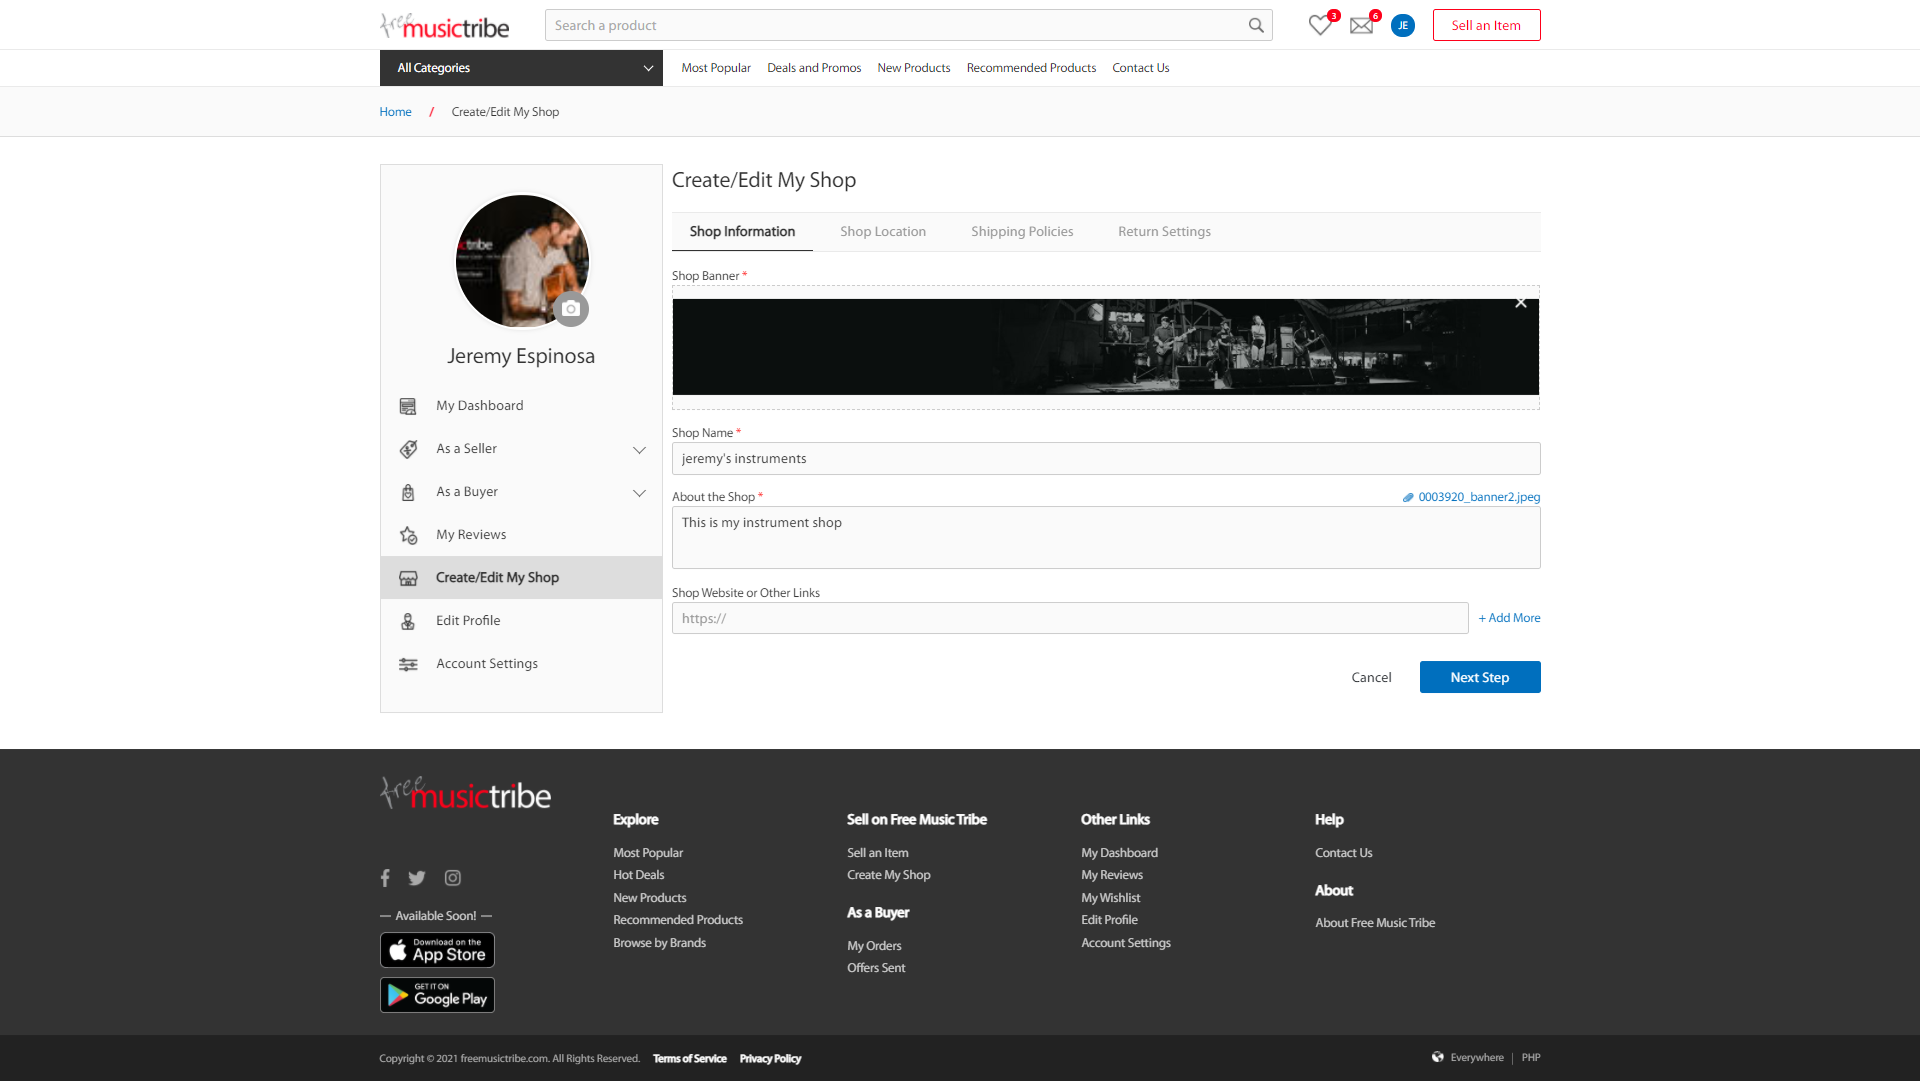 free musictribe
Search a product
3
6
JE
Sell an Item
All Categories
Most Popular
Deals and Promos
New Products
Recommended Products
Contact Us
Home / Create/Edit My Shop
Jeremy Espinosa
My Dashboard
As a Seller
As a Buyer
My Reviews
Create/Edit My Shop
Edit Profile
Account Settings
Create/Edit My Shop
Shop Information
Shop Location
Shipping Policies
Return Settings
Shop Banner *
Shop Name *
jeremy's instruments
About the Shop *
0003920_banner2.jpeg
This is my instrument shop
Shop Website or Other Links
https://
+ Add More
Cancel
Next Step
free musictribe
Available Soon!
Download on the
App Store
GET IT ON
Google Play
Explore
Most Popular
Hot Deals
New Products
Recommended Products
Browse by Brands
Sell on Free Music Tribe
Sell an Item
Create My Shop
As a Buyer
My Orders
Offers Sent
Other Links
My Dashboard
My Reviews
My Wishlist
Edit Profile
Account Settings
Help
Contact Us
About
About Free Music Tribe
Copyright © 2021 freemusictribe.com. All Rights Reserved.
Terms of Service
Privacy Policy
Everywhere | PHP